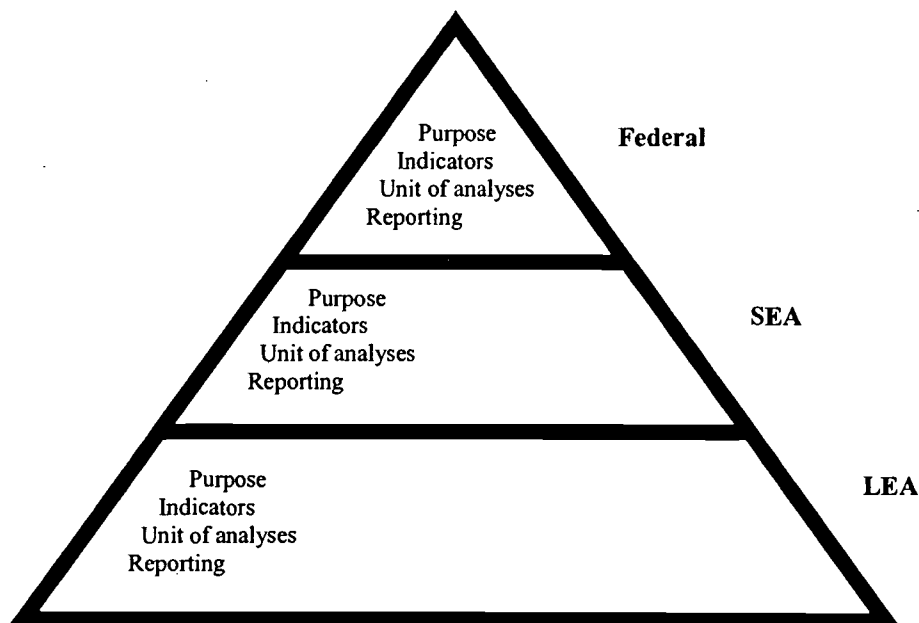 Purpose
Indicators
Unit of analyses
Reporting
Federal
Purpose
Indicators
Unit of analyses
Reporting
SEA
Purpose
Indicators
Unit of analyses
Reporting
LEA